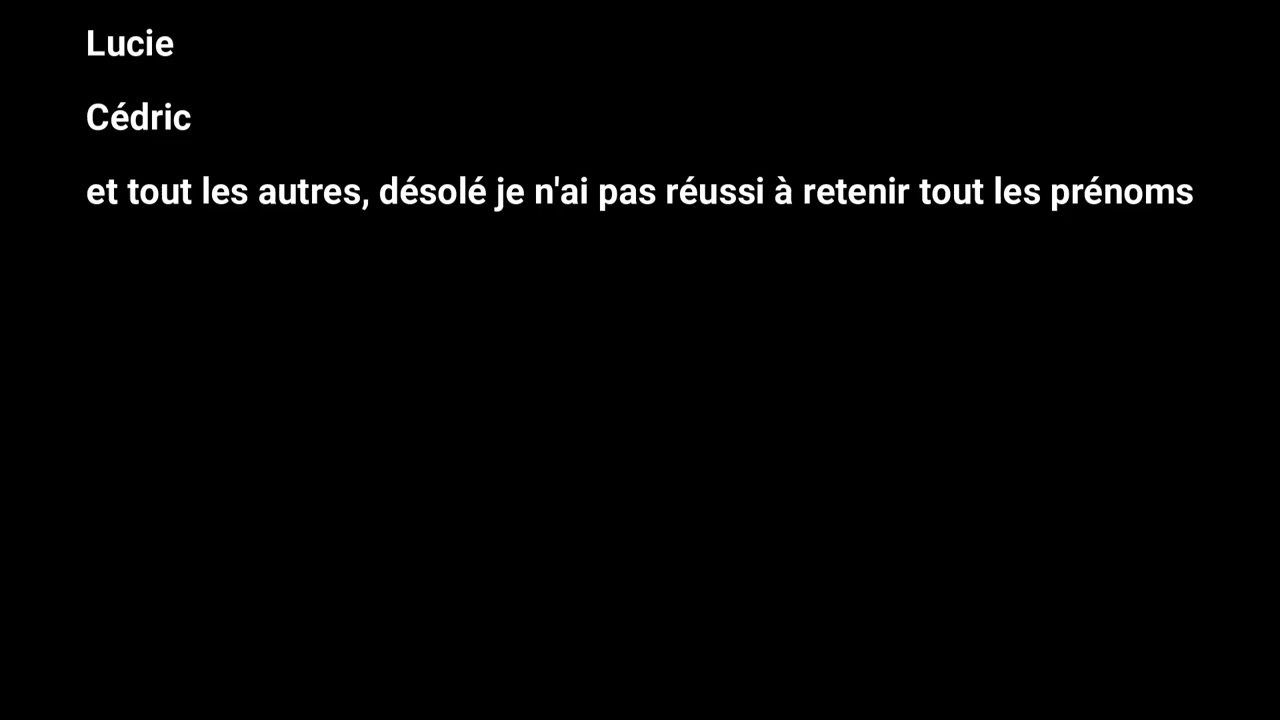 Lucie
Cédric
et tout les autres, désolé je n'ai pas réussi à retenir tout les prénoms